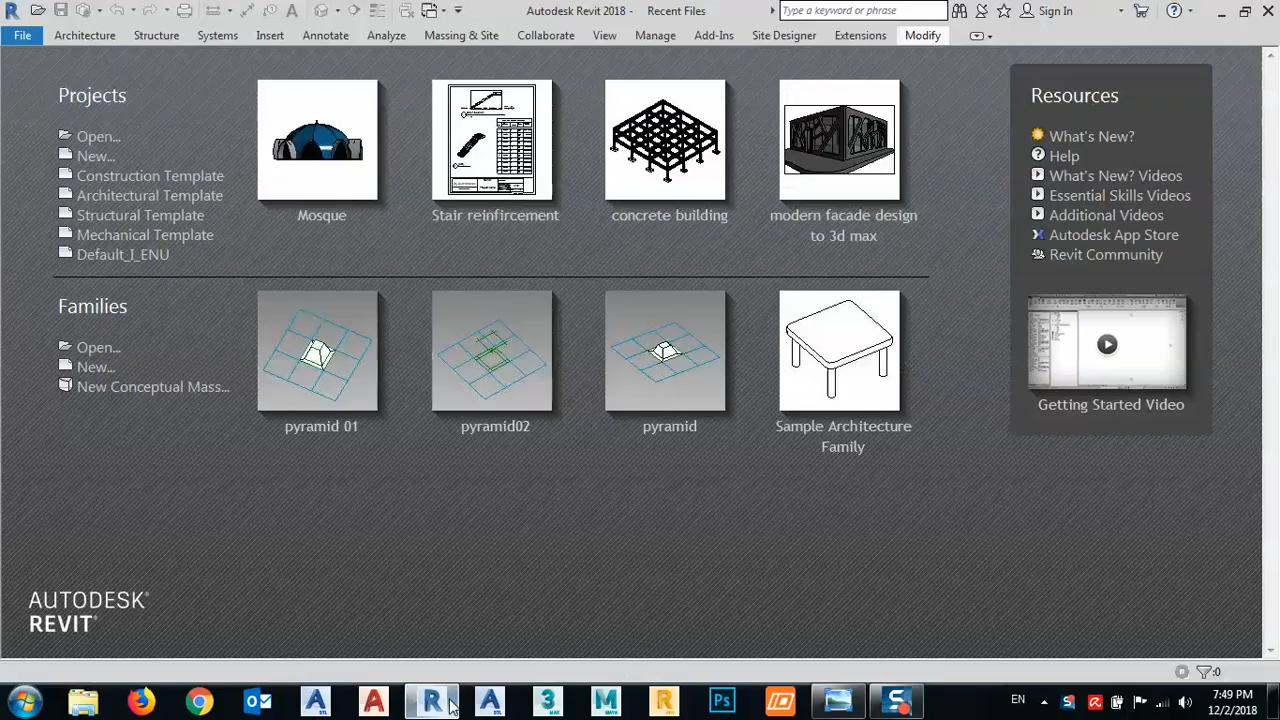 Autodesk Revit 2018 - Recent Files
Type a keyword or phrase
Sign In
File Architecture Structure Systems Insert Annotate Analyze Massing & Site Collaborate View Manage Add-Ins Site Designer Extensions Modify
Projects
Open...
New...
Construction Template
Architectural Template
Structural Template
Mechanical Template
Default_I_ENU
Mosque
Stair reinfircement
concrete building
modern facade design
to 3d max
Families
Open...
New...
New Conceptual Mass...
pyramid 01
pyramid02
pyramid
Sample Architecture
Family
Resources
What's New?
Help
What's New? Videos
Essential Skills Videos
Additional Videos
Autodesk App Store
Revit Community
Getting Started Video
AUTODESK®
REVIT®
:0
Ps
EN
7:49 PM
12/2/2018